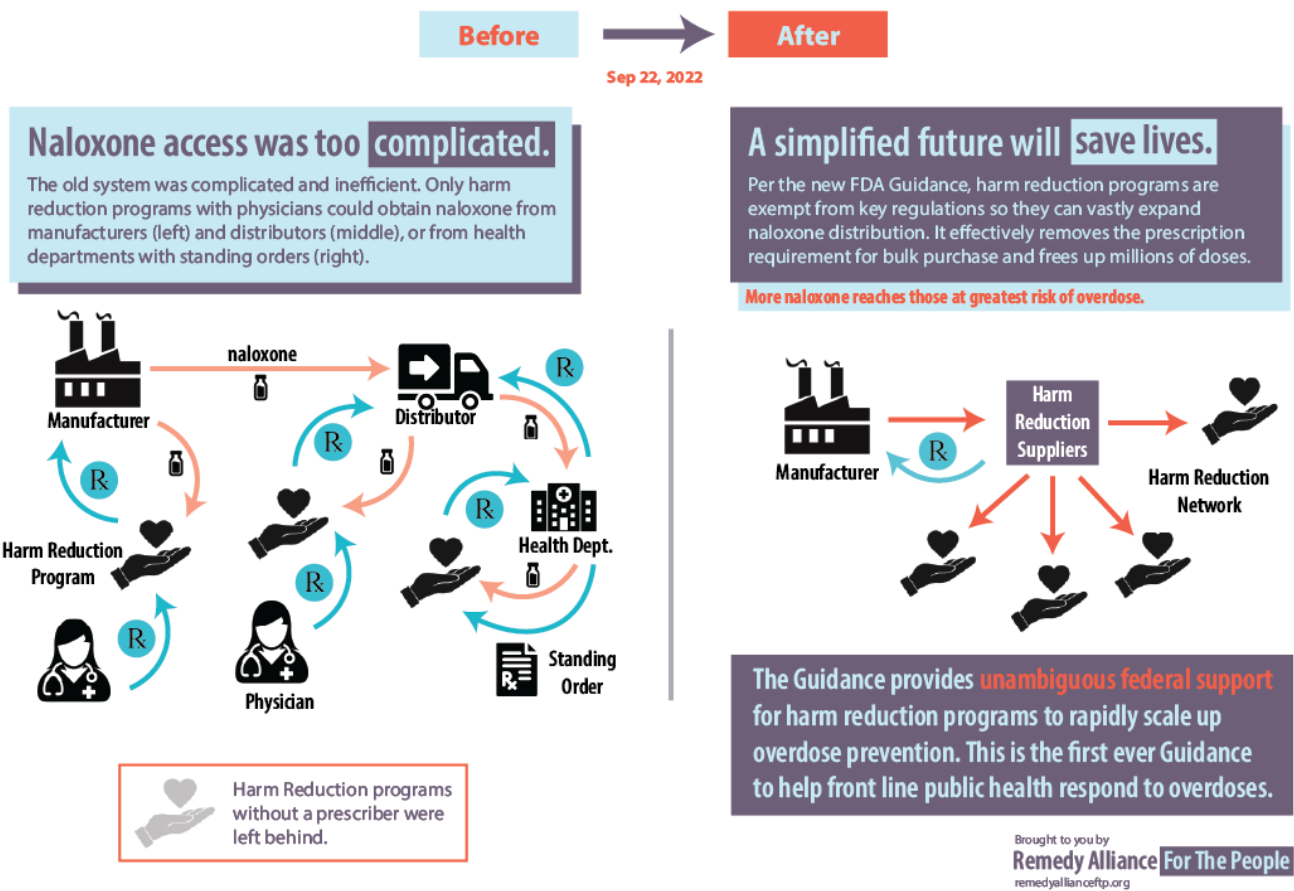 Before
After
Sep 22, 2022
Naloxone access was too complicated.
The old system was complicated and inefficient. Only harm
reduction programs with physicians could obtain naloxone from
manufacturers (left) and distributors (middle), or from health
departments with standing orders (right).
naloxone
Manufacturer
Distributor
Rx
Rx
Rx
Rx
Harm Reduction
Program
Health Dept.
Rx
Rx
Physician
Rx
Standing
Order
Harm Reduction programs
without a prescriber were
left behind.
A simplified future will save lives.
Per the new FDA Guidance, harm reduction programs are
exempt from key regulations so they can vastly expand
naloxone distribution. It effectively removes the prescription
requirement for bulk purchase and frees up millions of doses.
More naloxone reaches those at greatest risk of overdose.
Manufacturer
Rx
Harm
Reduction
Suppliers
Harm Reduction
Network
The Guidance provides unambiguous federal support
for harm reduction programs to rapidly scale up
overdose prevention. This is the first ever Guidance
to help front line public health respond to overdoses.
Brought to you by
Remedy Alliance For The People
remedyallianceftp.org